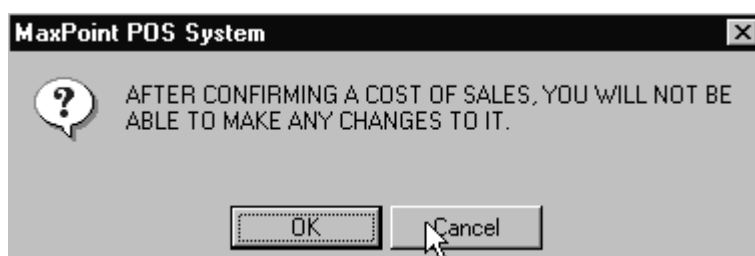 MaxPoint POS System
AFTER CONFIRMING A COST OF SALES, YOU WILL NOT BE
ABLE TO MAKE ANY CHANGES TO IT.
OK
Cancel